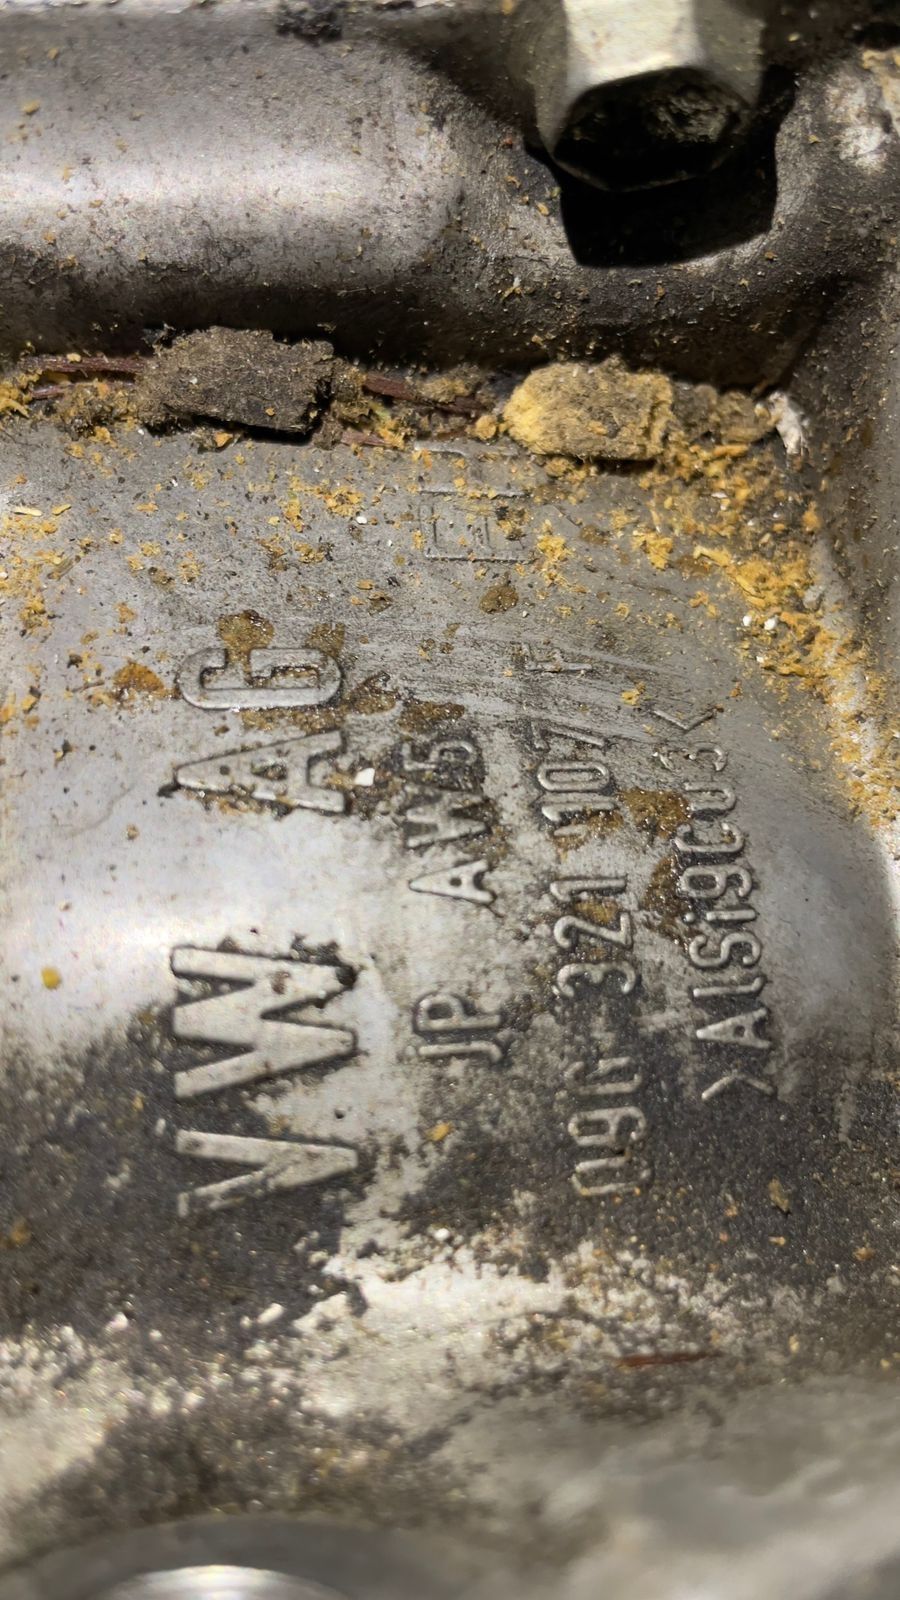 VW AG
JP AW5
09G 321 107 F
>AlSi9Cu3<